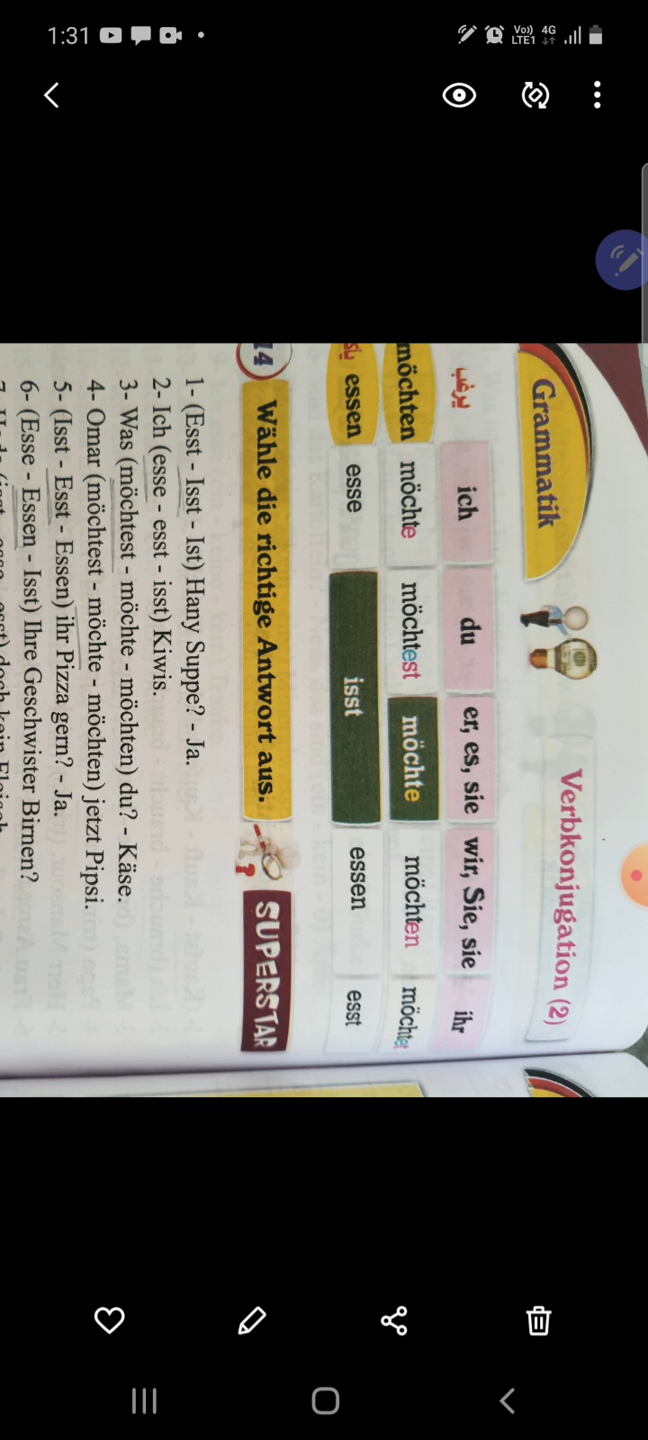 1:31
Vo)) 4G
LTE1
Grammatik
Verbkonjugation (2)
يرغب ich du er, es, sie wir, Sie, sie ihr
möchten möchte möchtest möchte möchten möchtet
essen esse isst essen esst
14 Wähle die richtige Antwort aus. SUPERSTAR
1- (Esst - Isst - Ist) Hany Suppe? - Ja.
2- Ich (esse - esst - isst) Kiwis.
3- Was (möchtest - möchte - möchten) du? - Käse.
4- Omar (möchtest - möchte - möchten) jetzt Pipsi.
5- (Isst - Esst - Essen) ihr Pizza gern? - Ja.
6- (Esse - Essen - Isst) Ihre Geschwister Birnen?